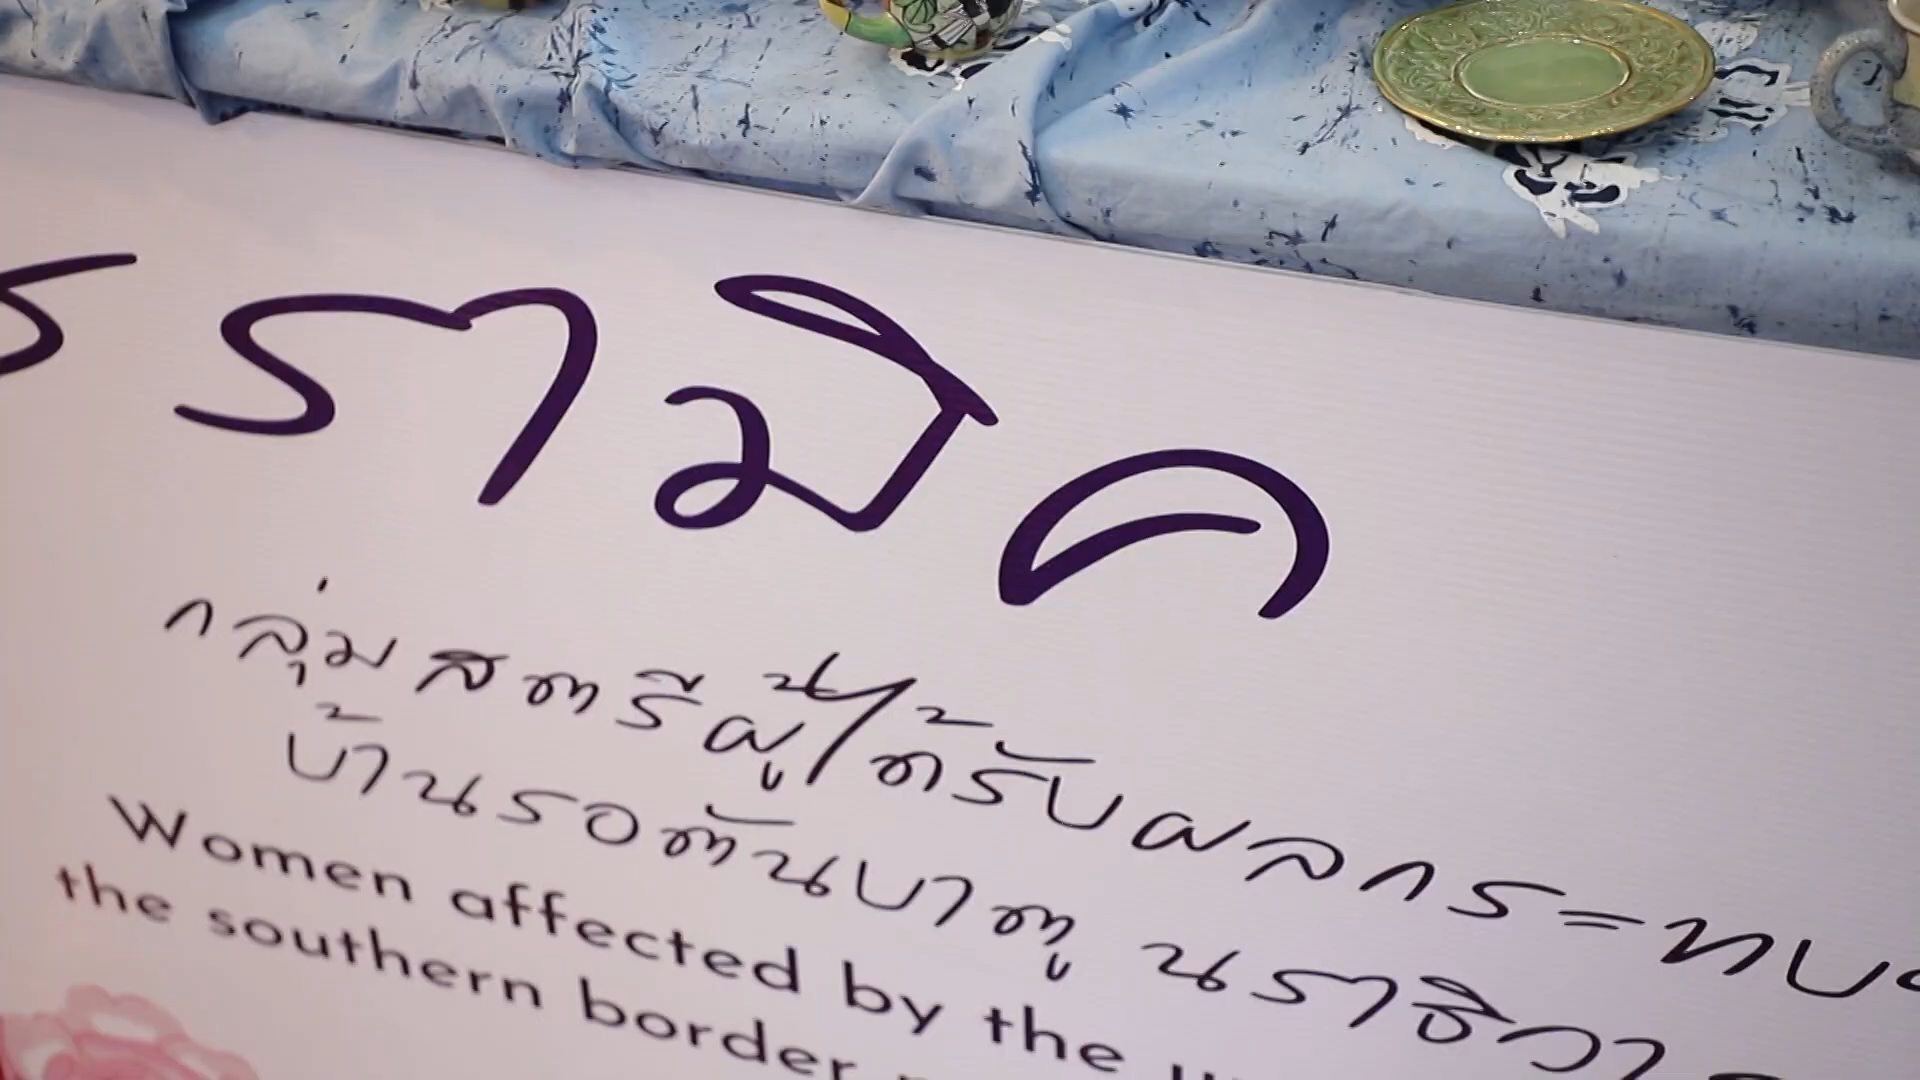 รามิค
กลุ่มสตรีผู้ได้รับผลกระทบ
บ้านรอตันบาตู นราธิวา
Women affected by the
the southern border